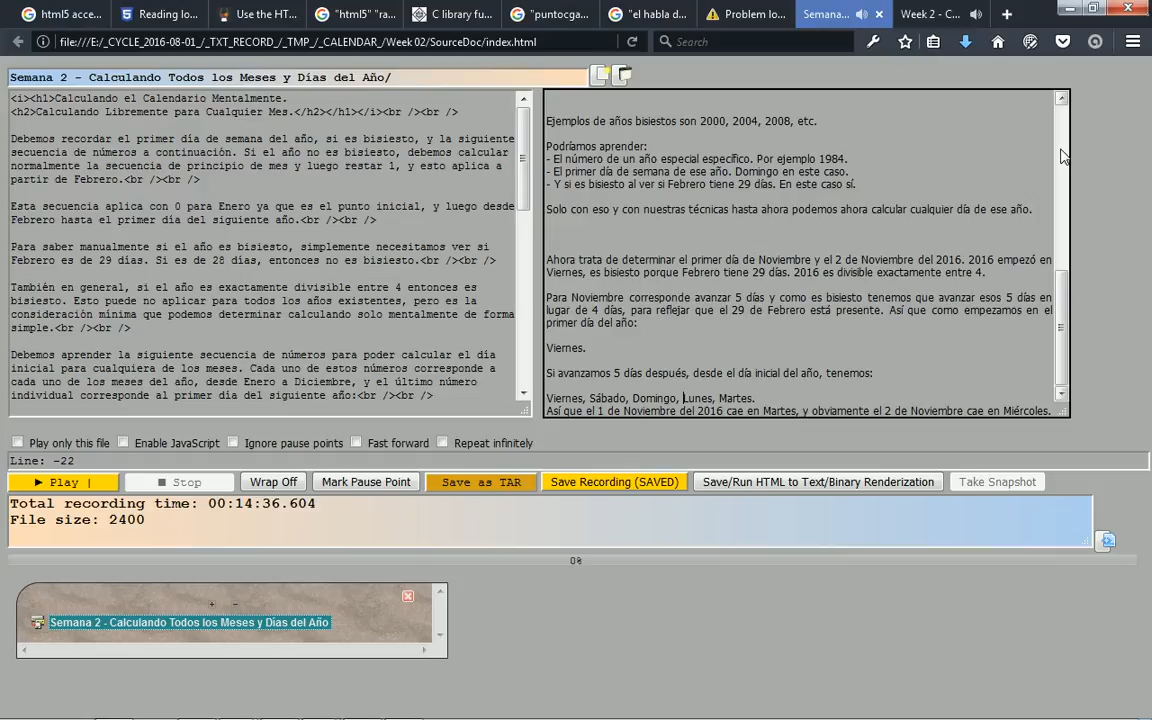 html5 acce...
Reading lo...
Use the HT...
"html5" "ra...
C library fu...
"puntocga...
"el habla d...
Problem lo...
Semana...
Week 2 - C...
file:///E:/_CYCLE_2016-08-01_/_TXT_RECORD_/_TMP_/_CALENDAR_/Week 02/SourceDoc/index.html
Search
Semana 2 - Calculando Todos los Meses y Días del Año/
<i><h1>Calculando el Calendario Mentalmente.
<h2>Calculando Libremente para Cualquier Mes.</h2></h1></i><br /><br />
Debemos recordar el primer día de semana del año, si es bisiesto, y la siguiente
secuencia de números a continuación. Si el año no es bisiesto, debemos calcular
normalmente la secuencia de principio de mes y luego restar 1, y esto aplica a
partir de Febrero.<br /><br />
Esta secuencia aplica con 0 para Enero ya que es el punto inicial, y luego desde
Febrero hasta el primer día del siguiente año.<br /><br />
Para saber manualmente si el año es bisiesto, simplemente necesitamos ver si
Febrero es de 29 días. Si es de 28 días, entonces no es bisiesto.<br /><br />
También en general, si el año es exactamente divisible entre 4 entonces es
bisiesto. Esto puede no aplicar para todos los años existentes, pero es la
consideración mínima que podemos determinar calculando solo mentalmente de forma
simple.<br /><br />
Debemos aprender la siguiente secuencia de números para poder calcular el día
inicial para cualquiera de los meses. Cada uno de estos números corresponde a
cada uno de los meses del año, desde Enero a Diciembre, y el último número
individual corresponde al primer día del siguiente año:<br /><br />
Ejemplos de años bisiestos son 2000, 2004, 2008, etc.
Podríamos aprender:
- El número de un año especial específico. Por ejemplo 1984.
- El primer día de semana de ese año. Domingo en este caso.
- Y si es bisiesto al ver si Febrero tiene 29 días. En este caso sí.
Solo con eso y con nuestras técnicas hasta ahora podemos ahora calcular cualquier día de ese año.
Ahora trata de determinar el primer día de Noviembre y el 2 de Noviembre del 2016. 2016 empezó en
Viernes, es bisiesto porque Febrero tiene 29 días. 2016 es divisible exactamente entre 4.
Para Noviembre corresponde avanzar 5 días y como es bisiesto tenemos que avanzar esos 5 días en
lugar de 4 días, para reflejar que el 29 de Febrero está presente. Así que como empezamos en el
primer día del año:
Viernes.
Si avanzamos 5 días después, desde el día inicial del año, tenemos:
Viernes, Sábado, Domingo, Lunes, Martes.
Así que el 1 de Noviembre del 2016 cae en Martes, y obviamente el 2 de Noviembre cae en Miércoles.
Play only this file
Enable JavaScript
Ignore pause points
Fast forward
Repeat infinitely
Line: -22
Play |
Stop
Wrap Off
Mark Pause Point
Save as TAR
Save Recording (SAVED)
Save/Run HTML to Text/Binary Renderization
Take Snapshot
Total recording time: 00:14:36.604
File size: 2400
0%
+ -
Semana 2 - Calculando Todos los Meses y Días del Año